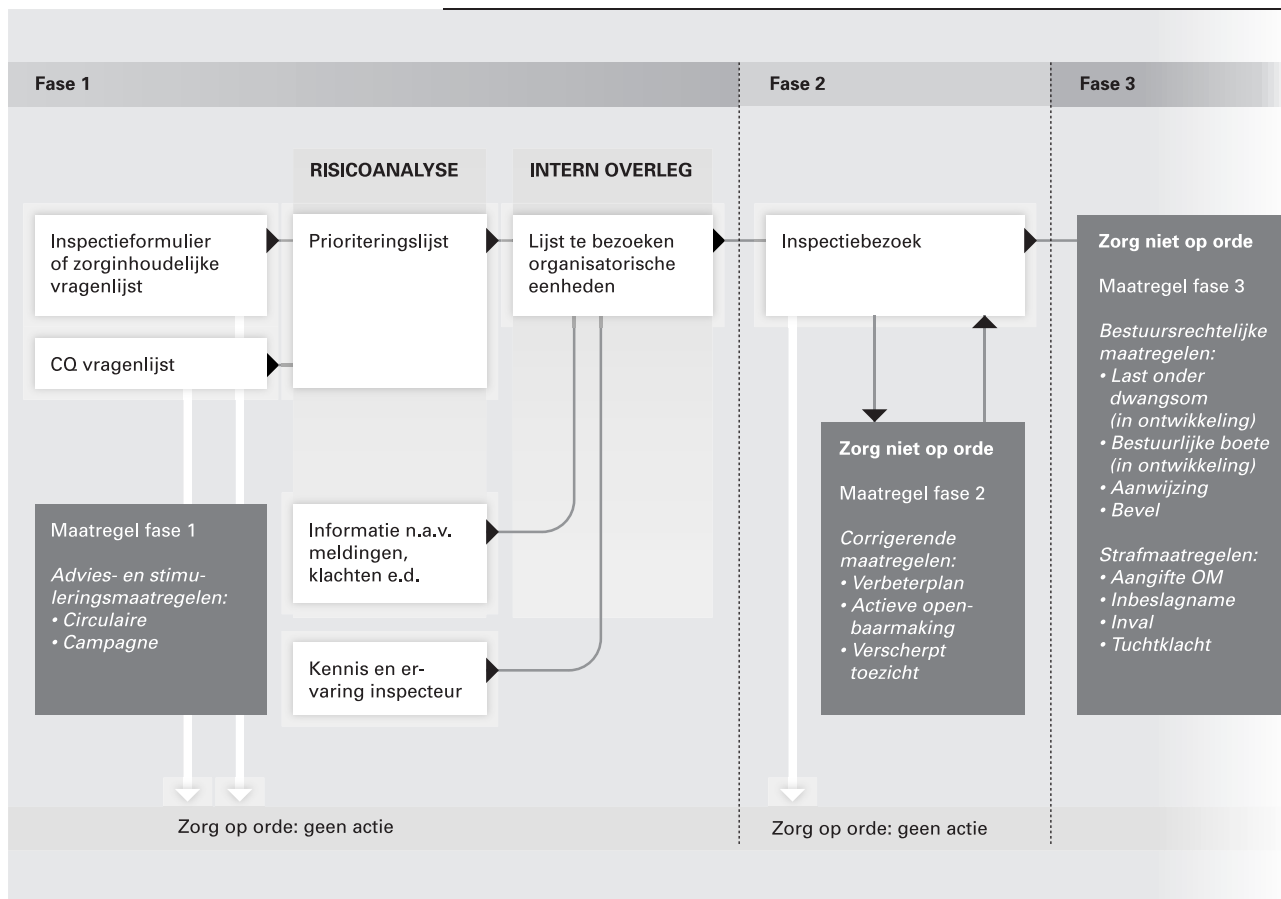 Fase 1
Fase 2
Fase 3
RISICOANALYSE
INTERN OVERLEG
Inspectieformulier
of zorginhoudelijke
vragenlijst
Prioriteringslijst
Lijst te bezoeken
organisatorische
eenheden
Inspectiebezoek
CQ vragenlijst
Maatregel fase 1
Advies- en stimu-
leringsmaatregelen:
• Circulaire
• Campagne
Informatie n.a.v.
meldingen,
klachten e.d.
Kennis en er-
varing inspecteur
Zorg niet op orde
Maatregel fase 2
Corrigerende
maatregelen:
• Verbeterplan
• Actieve open-
baarmaking
• Verscherpt
toezicht
Zorg niet op orde
Maatregel fase 3
Bestuursrechtelijke
maatregelen:
• Last onder
dwangsom
(in ontwikkeling)
• Bestuurlijke boete
(in ontwikkeling)
• Aanwijzing
• Bevel
Strafmaatregelen:
• Aangifte OM
• Inbeslagname
• Inval
• Tuchtklacht
Zorg op orde: geen actie
Zorg op orde: geen actie